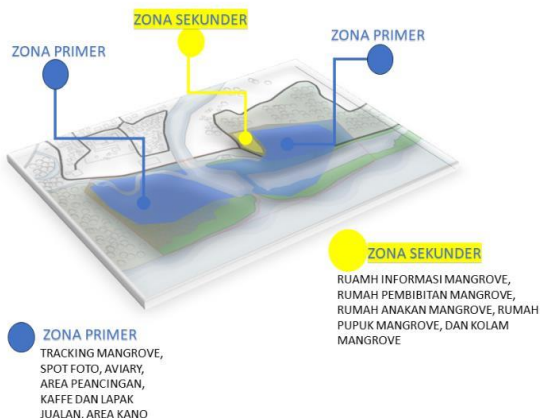 ZONA SEKUNDER
ZONA PRIMER
ZONA PRIMER
ZONA SEKUNDER
RUAMH INFORMASI MANGROVE,
RUMAH PEMBIBITAN MANGROVE,
RUMAH ANAKAN MANGROVE, RUMAH
PUPUK MANGROVE, DAN KOLAM
MANGROVE
ZONA PRIMER
TRACKING MANGROVE,
SPOT FOTO, AVIARY,
AREA PEANCINGAN,
KAFFE DAN LAPAK
JUALAN, AREA KANO